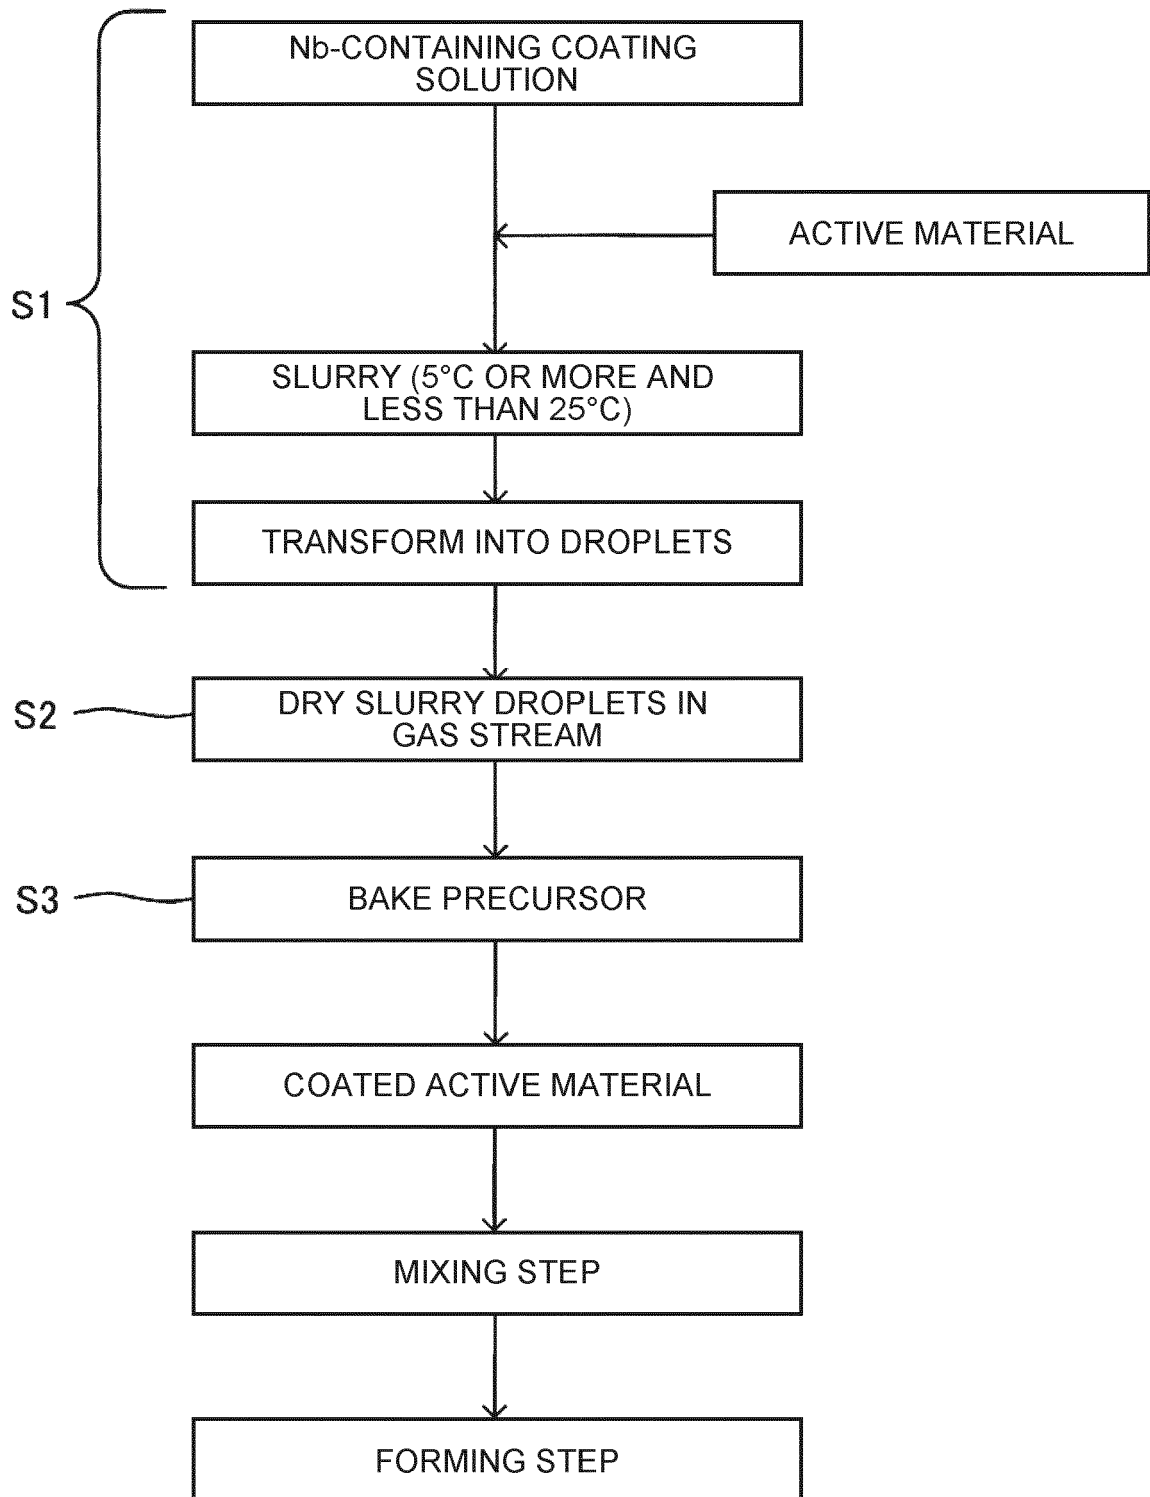 Nb-CONTAINING COATING
SOLUTION
ACTIVE MATERIAL
S1
SLURRY (5°C OR MORE AND
LESS THAN 25°C)
TRANSFORM INTO DROPLETS
S2
DRY SLURRY DROPLETS IN
GAS STREAM
S3
BAKE PRECURSOR
COATED ACTIVE MATERIAL
MIXING STEP
FORMING STEP